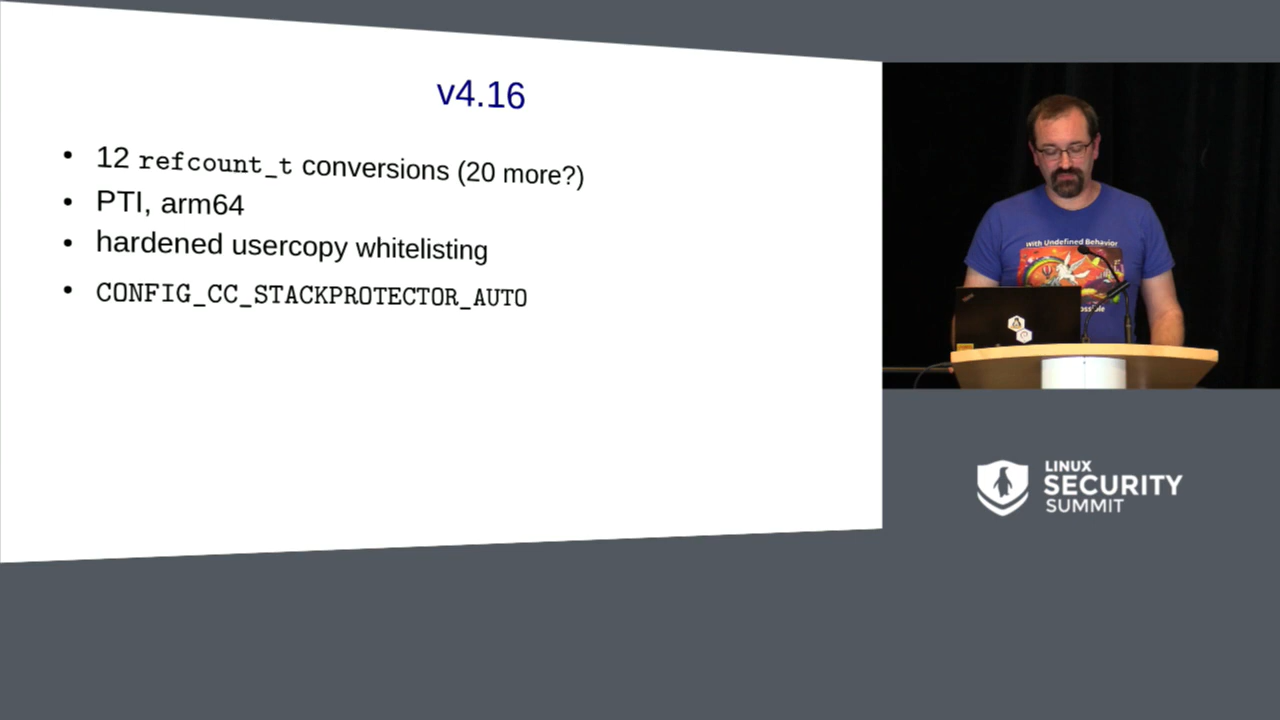 v4.16
12 refcount_t conversions (20 more?)
PTI, arm64
hardened usercopy whitelisting
CONFIG_CC_STACKPROTECTOR_AUTO
With Undefined Behavior
LINUX
SECURITY
SUMMIT